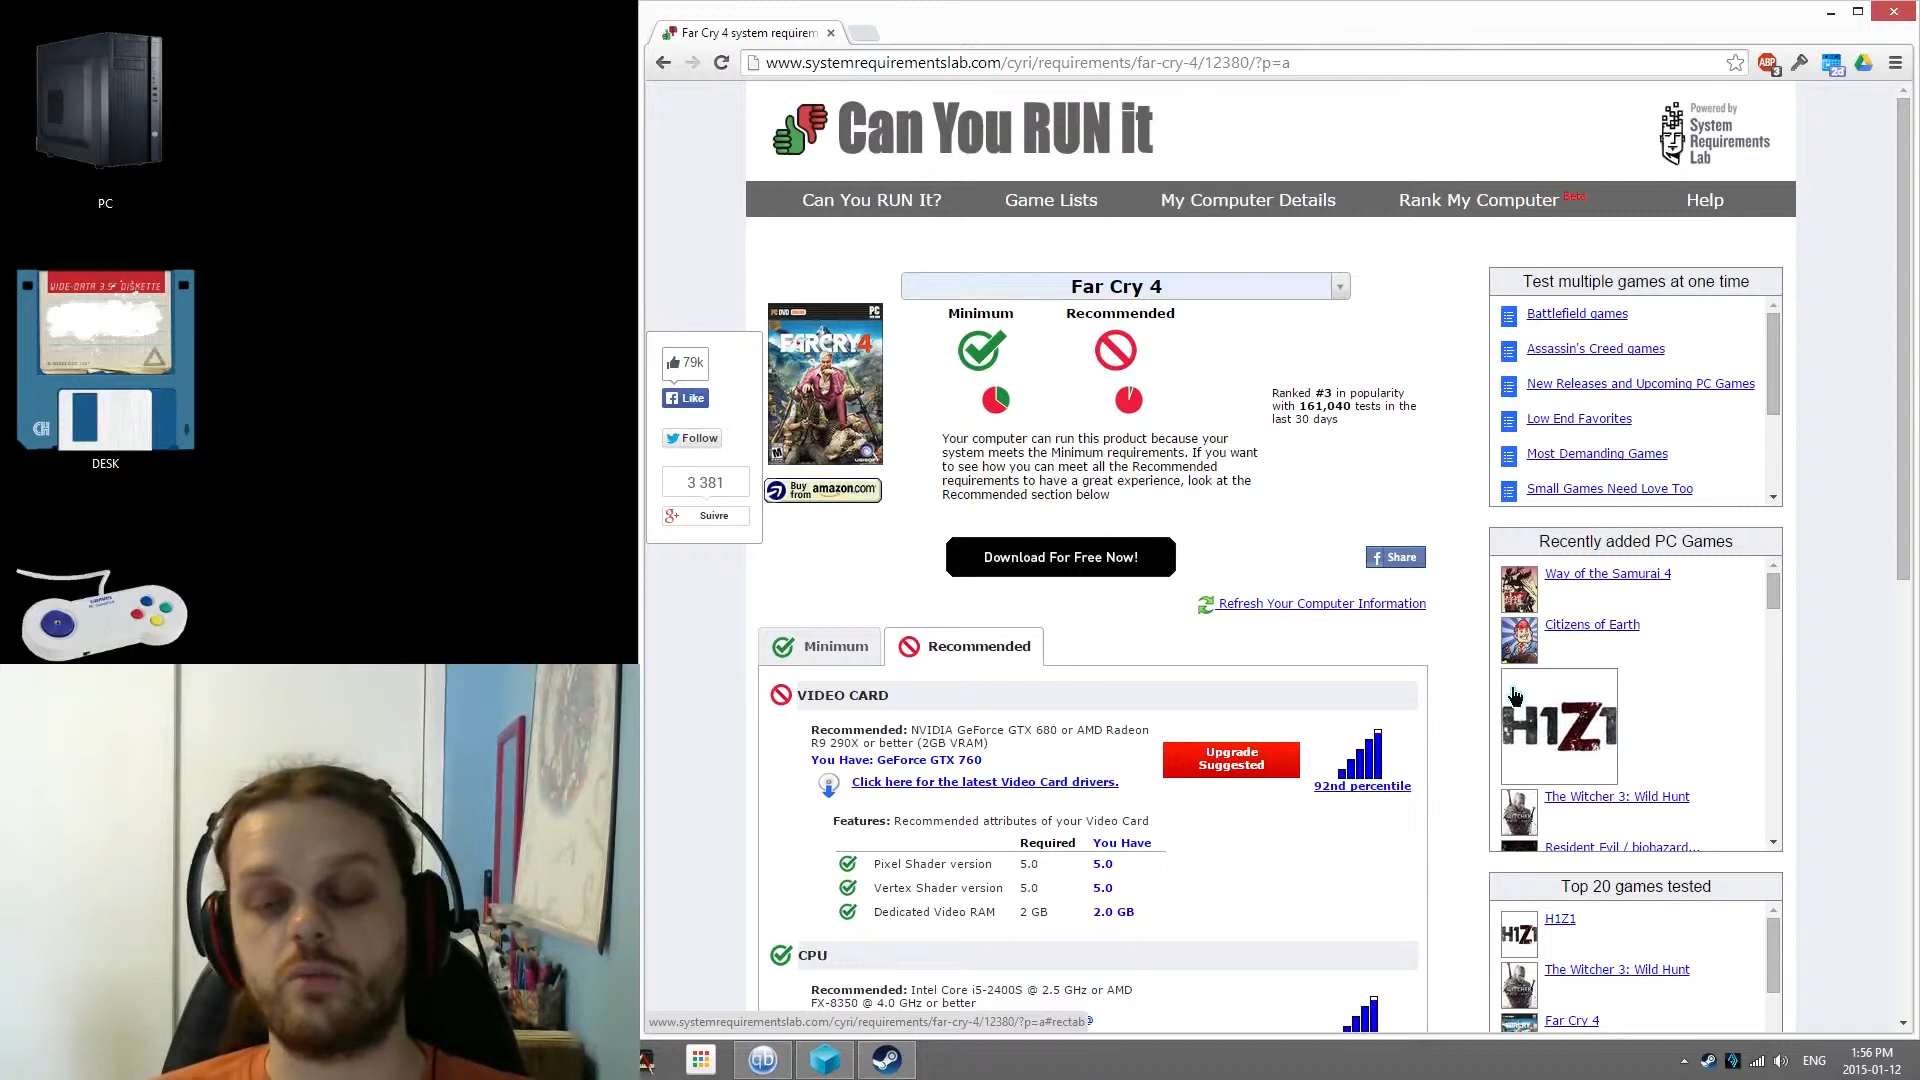 PC
WIDE-DATA 3.5" DISKETTE
DESK
Far Cry 4 system requirem
www.systemrequirementslab.com/cyri/requirements/far-cry-4/12380/?p=a
ABP
3
Can You RUN it
Powered by
System
Requirements
Lab
Can You RUN It?
Game Lists
My Computer Details
Rank My Computer Beta
Help
Far Cry 4
Minimum
Recommended
Ranked #3 in popularity
with 161,040 tests in the
last 30 days
Your computer can run this product because your
system meets the Minimum requirements. If you want
to see how you can meet all the Recommended
requirements to have a great experience, look at the
Recommended section below
79k
Like
Follow
3 381
Suivre
PC
FARCRY4
Buy
from amazon.com
Download For Free Now!
Share
Refresh Your Computer Information
Minimum
Recommended
VIDEO CARD
Recommended: NVIDIA GeForce GTX 680 or AMD Radeon
R9 290X or better (2GB VRAM)
You Have: GeForce GTX 760
Click here for the latest Video Card drivers.
Upgrade
Suggested
92nd percentile
Features: Recommended attributes of your Video Card
Required You Have
Pixel Shader version 5.0 5.0
Vertex Shader version 5.0 5.0
Dedicated Video RAM 2 GB 2.0 GB
CPU
Recommended: Intel Core i5-2400S @ 2.5 GHz or AMD
FX-8350 @ 4.0 GHz or better
www.systemrequirementslab.com/cyri/requirements/far-cry-4/12380/?p=a#rectab
Test multiple games at one time
Battlefield games
Assassin's Creed games
New Releases and Upcoming PC Games
Low End Favorites
Most Demanding Games
Small Games Need Love Too
Recently added PC Games
Way of the Samurai 4
Citizens of Earth
H1Z1
The Witcher 3: Wild Hunt
Resident Evil / biohazard...
Top 20 games tested
H1Z1
H1Z1
The Witcher 3: Wild Hunt
Far Cry 4
ENG
1:56 PM
2015-01-12